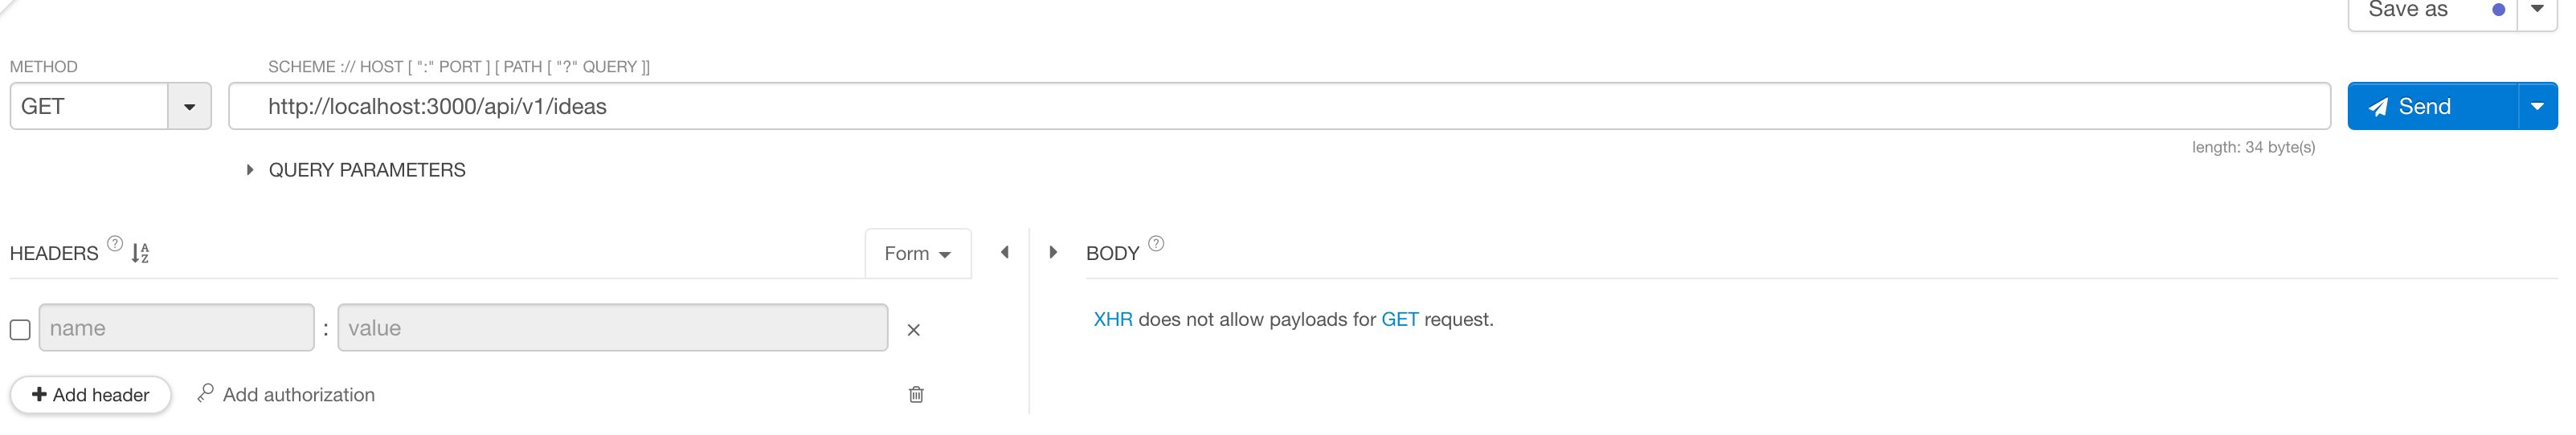 Save as
METHOD
SCHEME :// HOST [ ":" PORT ] [ PATH [ "?" QUERY ]]
GET
http://localhost:3000/api/v1/ideas
Send
length: 34 byte(s)
QUERY PARAMETERS
HEADERS ? A Z
Form
BODY ?
name : value
XHR does not allow payloads for GET request.
+ Add header
Add authorization